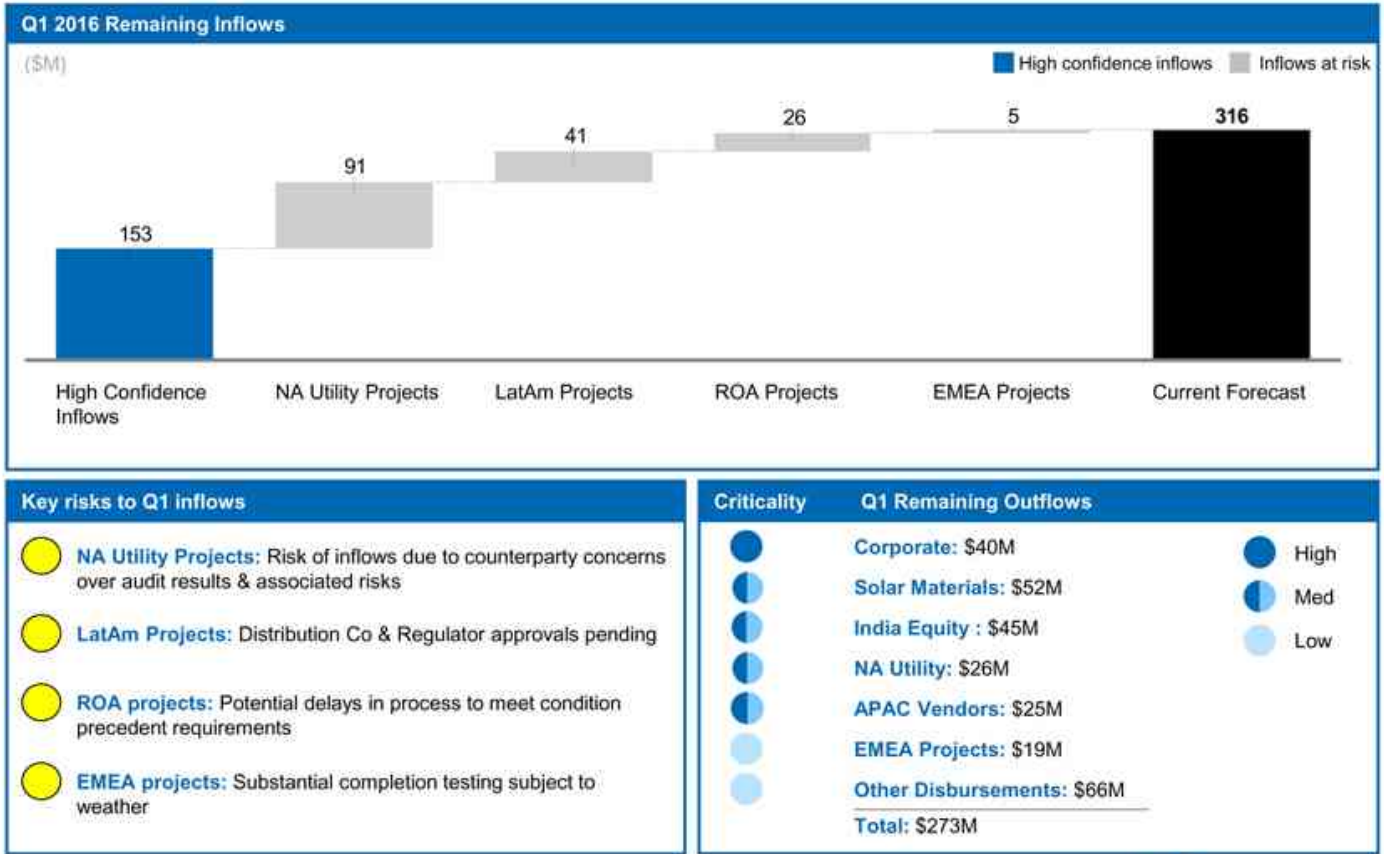 Q1 2016 Remaining Inflows
($M)
High confidence inflows
Inflows at risk
153
91
41
26
5
316
High Confidence
Inflows
NA Utility Projects
LatAm Projects
ROA Projects
EMEA Projects
Current Forecast
Key risks to Q1 inflows
NA Utility Projects: Risk of inflows due to counterparty concerns
over audit results & associated risks
LatAm Projects: Distribution Co & Regulator approvals pending
ROA projects: Potential delays in process to meet condition
precedent requirements
EMEA projects: Substantial completion testing subject to
weather
Criticality
Q1 Remaining Outflows
Corporate: $40M
Solar Materials: $52M
India Equity : $45M
NA Utility: $26M
APAC Vendors: $25M
EMEA Projects: $19M
Other Disbursements: $66M
Total: $273M
High
Med
Low